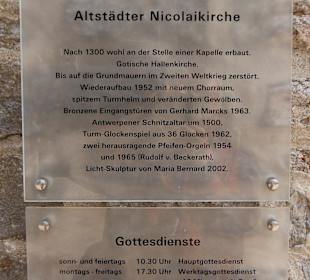 Altstädter Nicolaikirche
Nach 1300 wohl an der Stelle einer Kapelle erbaut.
Gotische Hallenkirche.
Bis auf die Grundmauern im Zweiten Weltkrieg zerstört.
Wiederaufbau 1952 mit neuem Chorraum,
spitzem Turmhelm und veränderten Gewölben.
Bronzene Eingangstüren von Gerhard Marcks 1963.
Antwerpener Schnitzaltar um 1500,
Turm-Glockenspiel aus 36 Glocken 1962,
zwei herausragende Pfeifen-Orgeln 1954
und 1965 (Rudolf v. Beckerath),
Licht-Skulptur von Maria Bernard 2002.
Gottesdienste
sonn- und feiertags 10.30 Uhr Hauptgottesdienst
montags - freitags 17.30 Uhr Werktagsgottesdienst